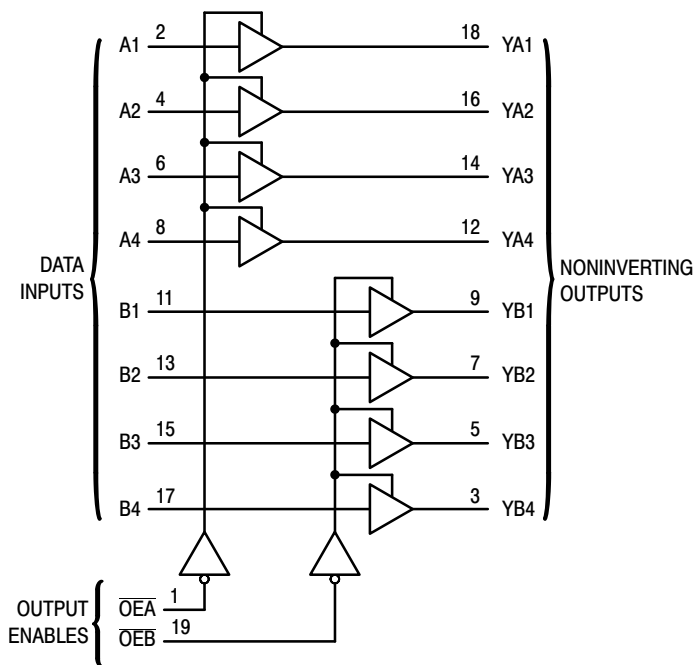 A1 2 18 YA1
A2 4 16 YA2
A3 6 14 YA3
A4 8 12 YA4
DATA
INPUTS
NONINVERTING
OUTPUTS
B1 11 9 YB1
B2 13 7 YB2
B3 15 5 YB3
B4 17 3 YB4
OUTPUT
ENABLES
OEA 1
OEB 19